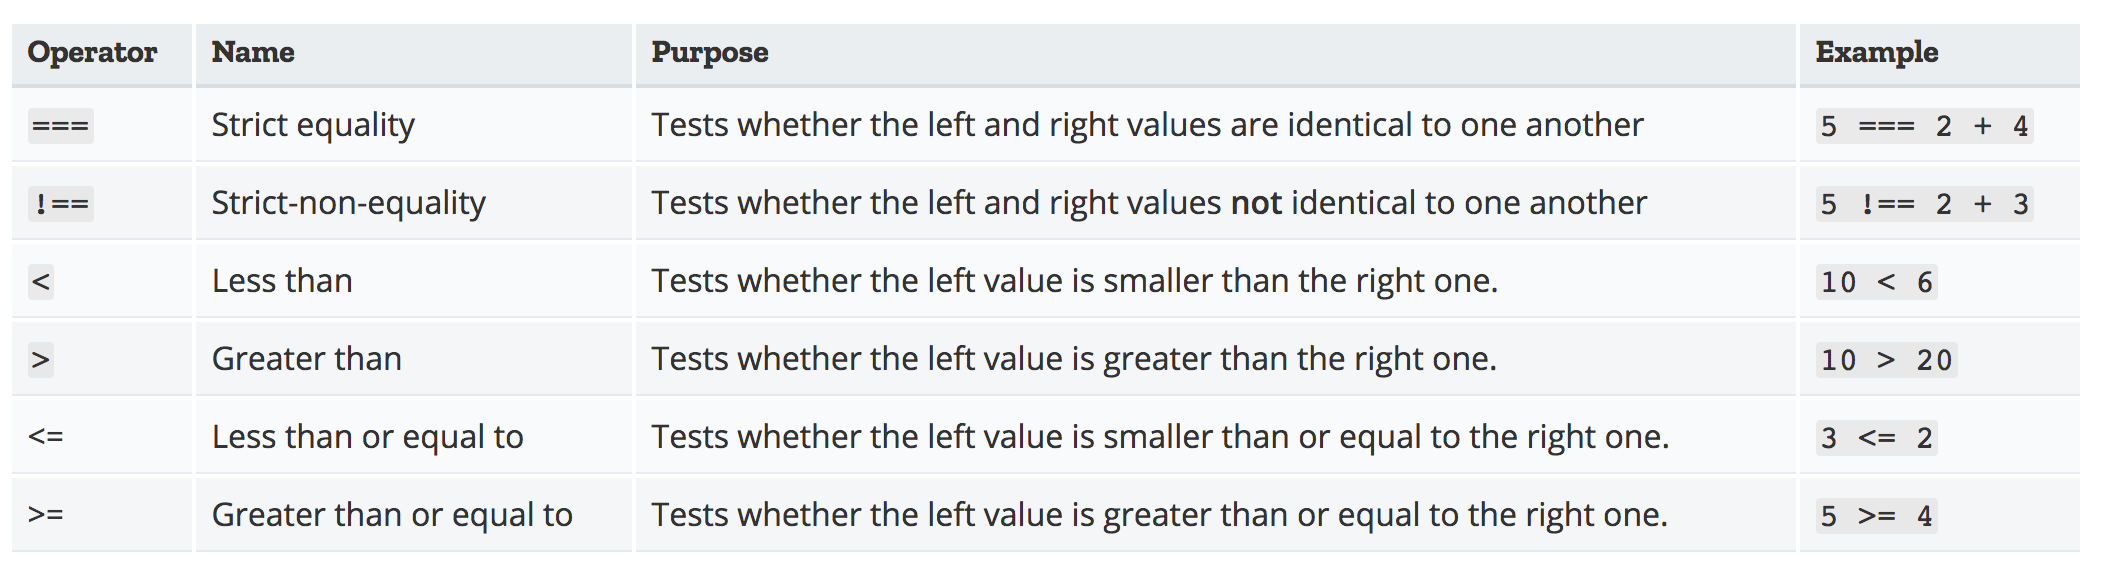 Operator Name Purpose Example
=== Strict equality Tests whether the left and right values are identical to one another 5 === 2 + 4
!== Strict-non-equality Tests whether the left and right values not identical to one another 5 !== 2 + 3
< Less than Tests whether the left value is smaller than the right one. 10 < 6
> Greater than Tests whether the left value is greater than the right one. 10 > 20
<= Less than or equal to Tests whether the left value is smaller than or equal to the right one. 3 <= 2
>= Greater than or equal to Tests whether the left value is greater than or equal to the right one. 5 >= 4